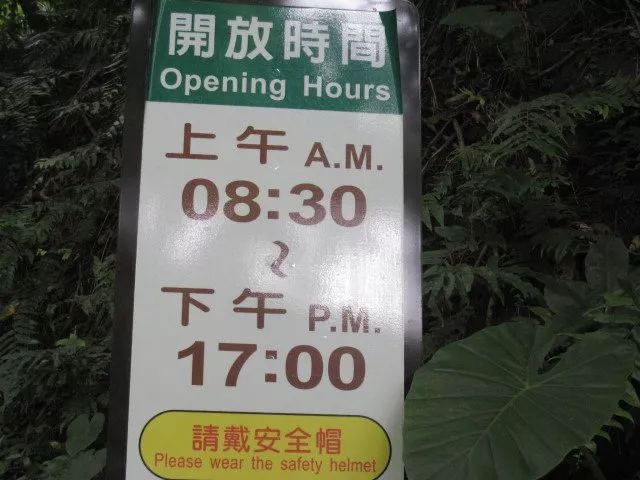 開放時間
Opening Hours
上午 A.M.
08:30
~
下午 P.M.
17:00
請戴安全帽
Please wear the safety helmet